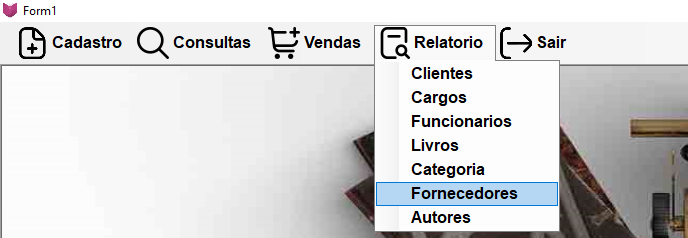 Form1
Cadastro Consultas Vendas Relatorio Sair
Clientes
Cargos
Funcionarios
Livros
Categoria
Fornecedores
Autores